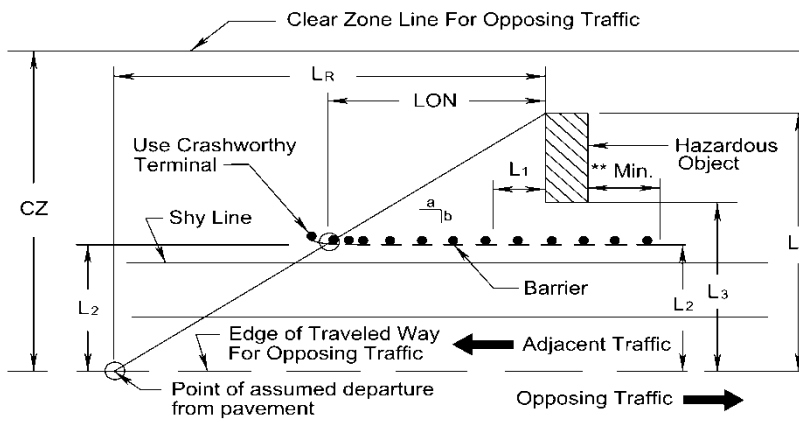 Clear Zone Line For Opposing Traffic
LR
LON
Use Crashworthy
Terminal
Hazardous
Object
L1
** Min.
CZ
a
b
Shy Line
L
L2
Barrier
L2
L3
Edge of Traveled Way
For Opposing Traffic
Adjacent Traffic
Point of assumed departure
from pavement
Opposing Traffic